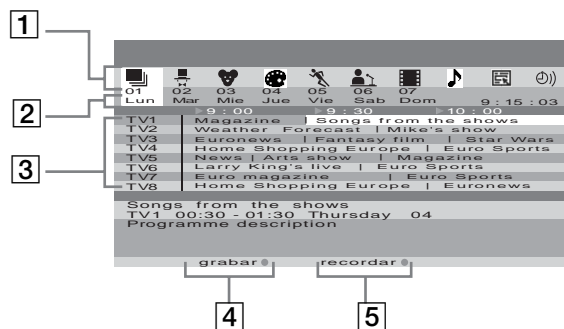 1
01 02 03 04 05 06 07
2
Lun Mar Mie Jue Vie Sab Dom 9:15:03
9:00 9:30 10:00
3
TV1 Magazine | Songs from the shows
TV2 Weather Forecast | Mike's show
TV3 Euronews | Fantasy film | Star Wars
TV4 Home Shopping Europe | Euro Sports
TV5 News | Arts show | Magazine
TV6 Larry King's live | Euro Sports
TV7 Euro magazine | Euro Sports
TV8 Home Shopping Europe | Euronews
Songs from the shows
TV1 00:30 - 01:30 Thursday 04
Programme description
grabar recordar
4 5